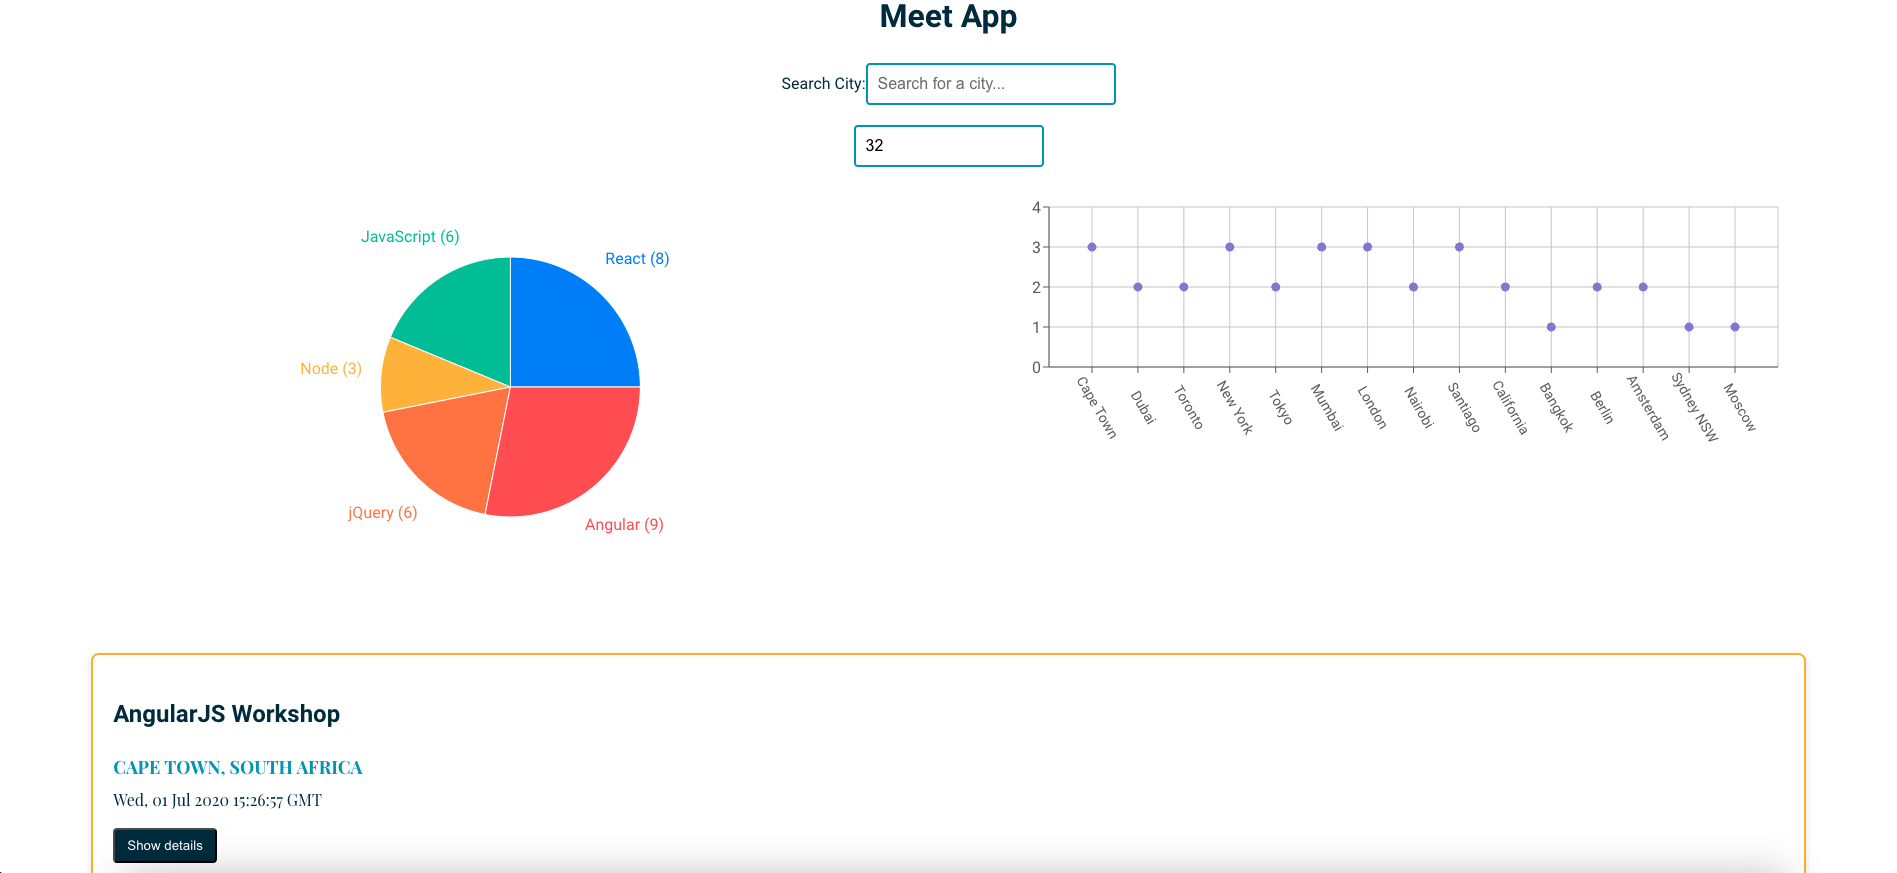 Meet App
Search City: Search for a city...
32
JavaScript (6)
React (8)
Node (3)
jQuery (6)
Angular (9)
4
3
2
1
0
Cape Town
Dubai
Toronto
New York
Tokyo
Mumbai
London
Nairobi
Santiago
California
Bangkok
Berlin
Amsterdam
Sydney NSW
Moscow
AngularJS Workshop
CAPE TOWN, SOUTH AFRICA
Wed, 01 Jul 2020 15:26:57 GMT
Show details